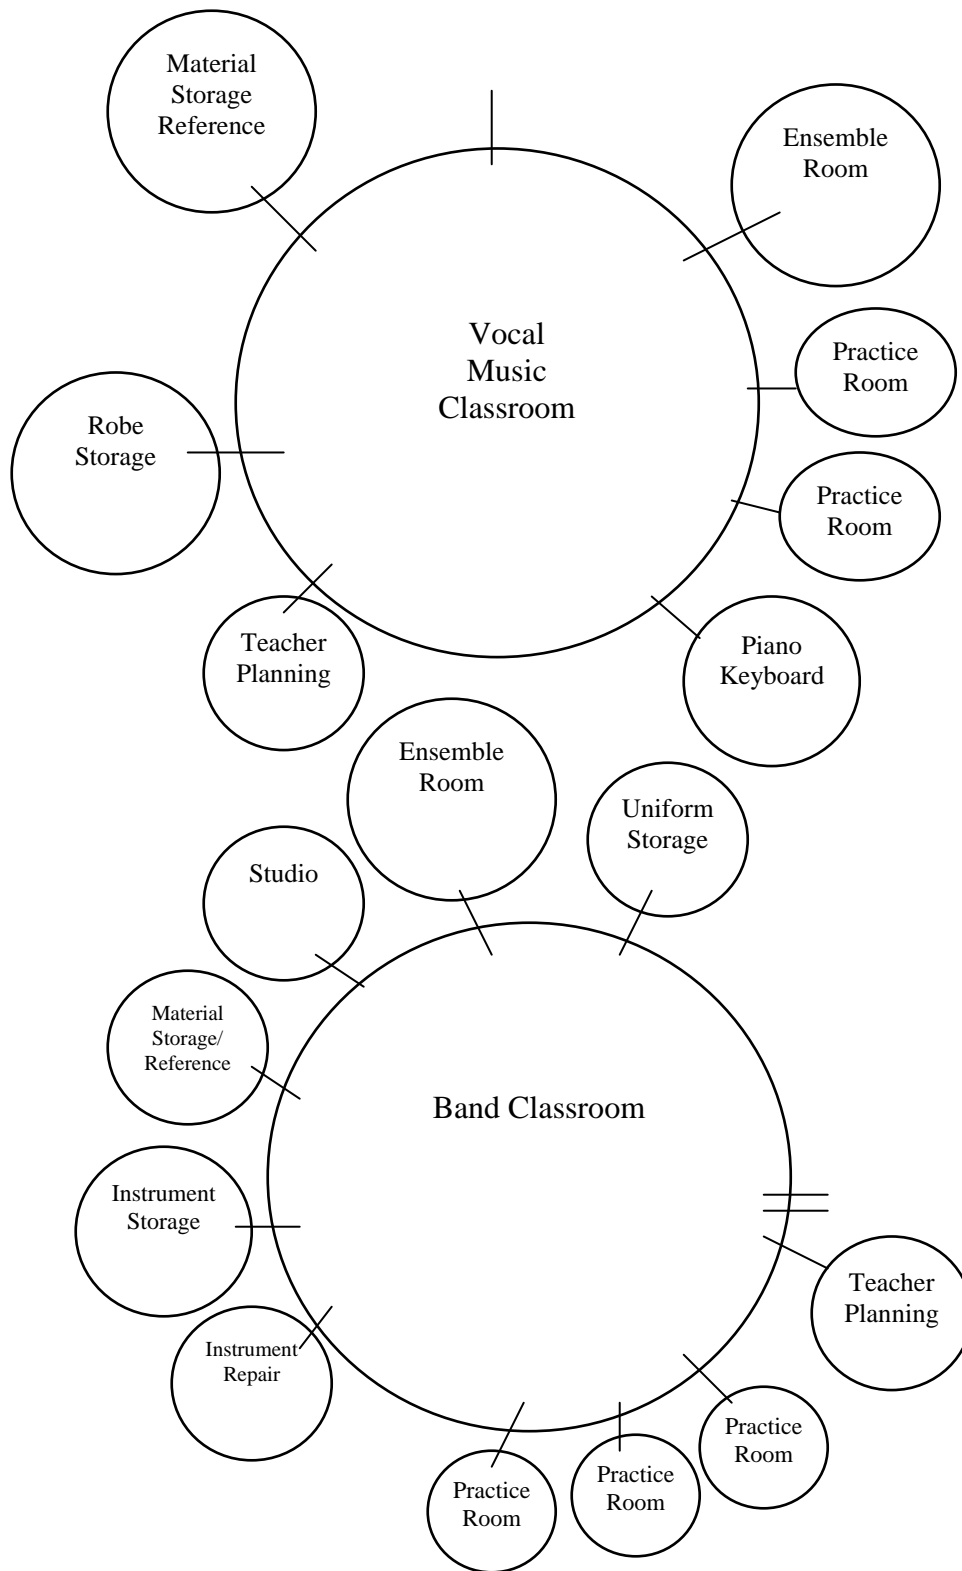 Material
Storage
Reference
Ensemble
Room
Vocal
Music
Classroom
Practice
Room
Robe
Storage
Practice
Room
Teacher
Planning
Piano
Keyboard
Ensemble
Room
Uniform
Storage
Studio
Material
Storage/
Reference
Band Classroom
Instrument
Storage
Teacher
Planning
Instrument
Repair
Practice
Room
Practice
Room
Practice
Room